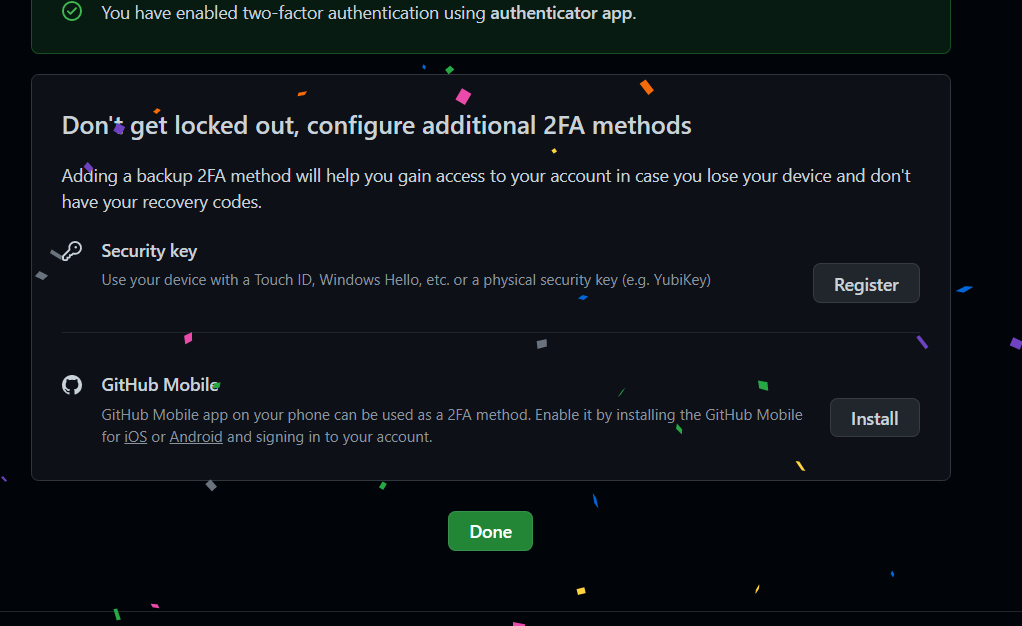 You have enabled two-factor authentication using authenticator app.
Don't get locked out, configure additional 2FA methods
Adding a backup 2FA method will help you gain access to your account in case you lose your device and don't
have your recovery codes.
Security key
Use your device with a Touch ID, Windows Hello, etc. or a physical security key (e.g. YubiKey)
Register
GitHub Mobile
GitHub Mobile app on your phone can be used as a 2FA method. Enable it by installing the GitHub Mobile
for iOS or Android and signing in to your account.
Install
Done